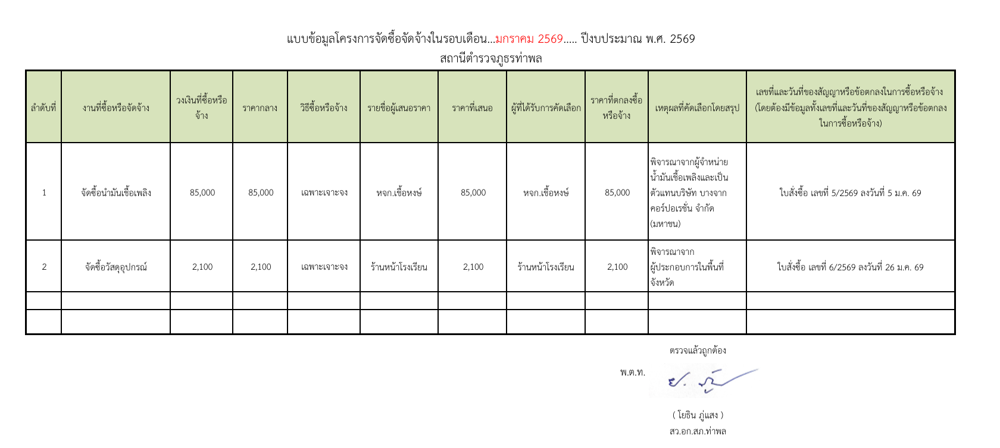 แบบข้อมูลโครงการจัดซื้อจัดจ้างในรอบเดือน...มกราคม 2569..... ปีงบประมาณ พ.ศ. 2569
สถานีตำรวจภูธรท่าพล
ลำดับที่
งานที่ซื้อหรือจัดจ้าง
วงเงินที่ซื้อหรือ
จ้าง
ราคากลาง
วิธีซื้อหรือจ้าง
รายชื่อผู้เสนอราคา
ราคาที่เสนอ
ผู้ที่ได้รับการคัดเลือก
ราคาที่ตกลงซื้อ
หรือจ้าง
เหตุผลที่คัดเลือกโดยสรุป
เลขที่และวันที่ของสัญญาหรือข้อตกลงในการซื้อหรือจ้าง
(โดยต้องมีข้อมูลทั้งเลขที่และวันที่ของสัญญาหรือข้อตกลง
ในการซื้อหรือจ้าง)
1
จัดซื้อนำมันเชื้อเพลิง
85,000
85,000
เฉพาะเจาะจง
หจก.เชื้อหงษ์
85,000
หจก.เชื้อหงษ์
85,000
พิจารณาจากผู้จำหน่าย
น้ำมันเชื้อเพลิงและเป็น
ตัวแทนบริษัท บางจาก
คอร์ปอเรชั่น จำกัด
(มหาชน)
ใบสั่งซื้อ เลขที่ 5/2569 ลงวันที่ 5 ม.ค. 69
2
จัดซื้อวัสดุอุปกรณ์
2,100
2,100
เฉพาะเจาะจง
ร้านหน้าโรงเรียน
2,100
ร้านหน้าโรงเรียน
2,100
พิจารณาจาก
ผู้ประกอบการในพื้นที่
จังหวัด
ใบสั่งซื้อ เลขที่ 6/2569 ลงวันที่ 26 ม.ค. 69
ตรวจแล้วถูกต้อง
พ.ต.ท.
( โยธิน ภู่แสง )
สว.อก.สภ.ท่าพล